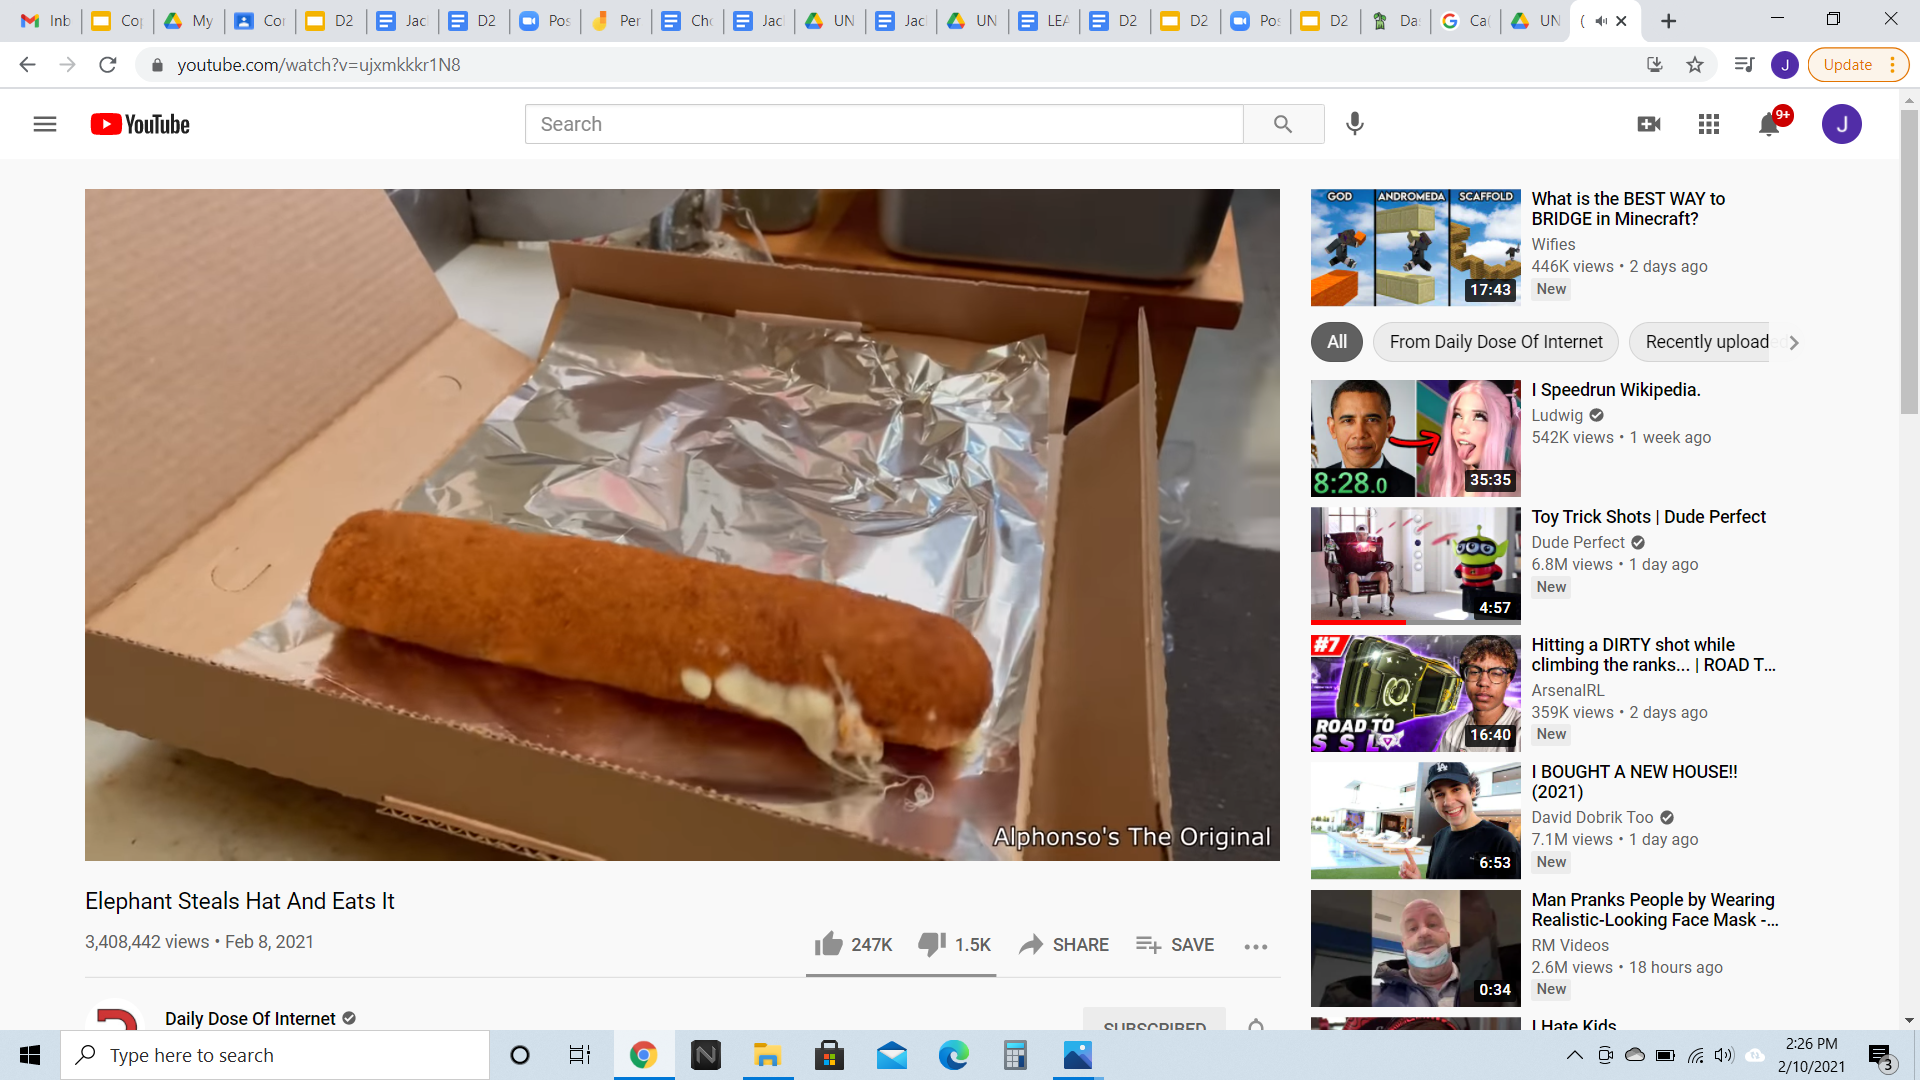 Inb
Cop
My
Cor
D2
Jac
D2
Pos
Per
Cho
Jac
UN
Jac
UN
LEA
D2
D2
Pos
D2
Da
Ca(
UN
(
youtube.com/watch?v=ujxmkkkr1N8
J
Update
YouTube
Search
9+
J
GOD ANDROMEDA SCAFFOLD
17:43
What is the BEST WAY to
BRIDGE in Minecraft?
Wifies
446K views • 2 days ago
New
All
From Daily Dose Of Internet
Recently uploaded
8:28.0
35:35
I Speedrun Wikipedia.
Ludwig
542K views • 1 week ago
4:57
Toy Trick Shots | Dude Perfect
Dude Perfect
6.8M views • 1 day ago
New
#7
ROAD TO
S S L
16:40
Hitting a DIRTY shot while
climbing the ranks... | ROAD T...
ArsenalRL
359K views • 2 days ago
New
LA
6:53
I BOUGHT A NEW HOUSE!!
(2021)
David Dobrik Too
7.1M views • 1 day ago
New
0:34
Man Pranks People by Wearing
Realistic-Looking Face Mask -...
RM Videos
2.6M views • 18 hours ago
New
I Hate Kids
Alphonso's The Original
Elephant Steals Hat And Eats It
3,408,442 views • Feb 8, 2021
247K
1.5K
SHARE
SAVE
Daily Dose Of Internet
SUBSCRIBED
Type here to search
N
2:26 PM
2/10/2021
3